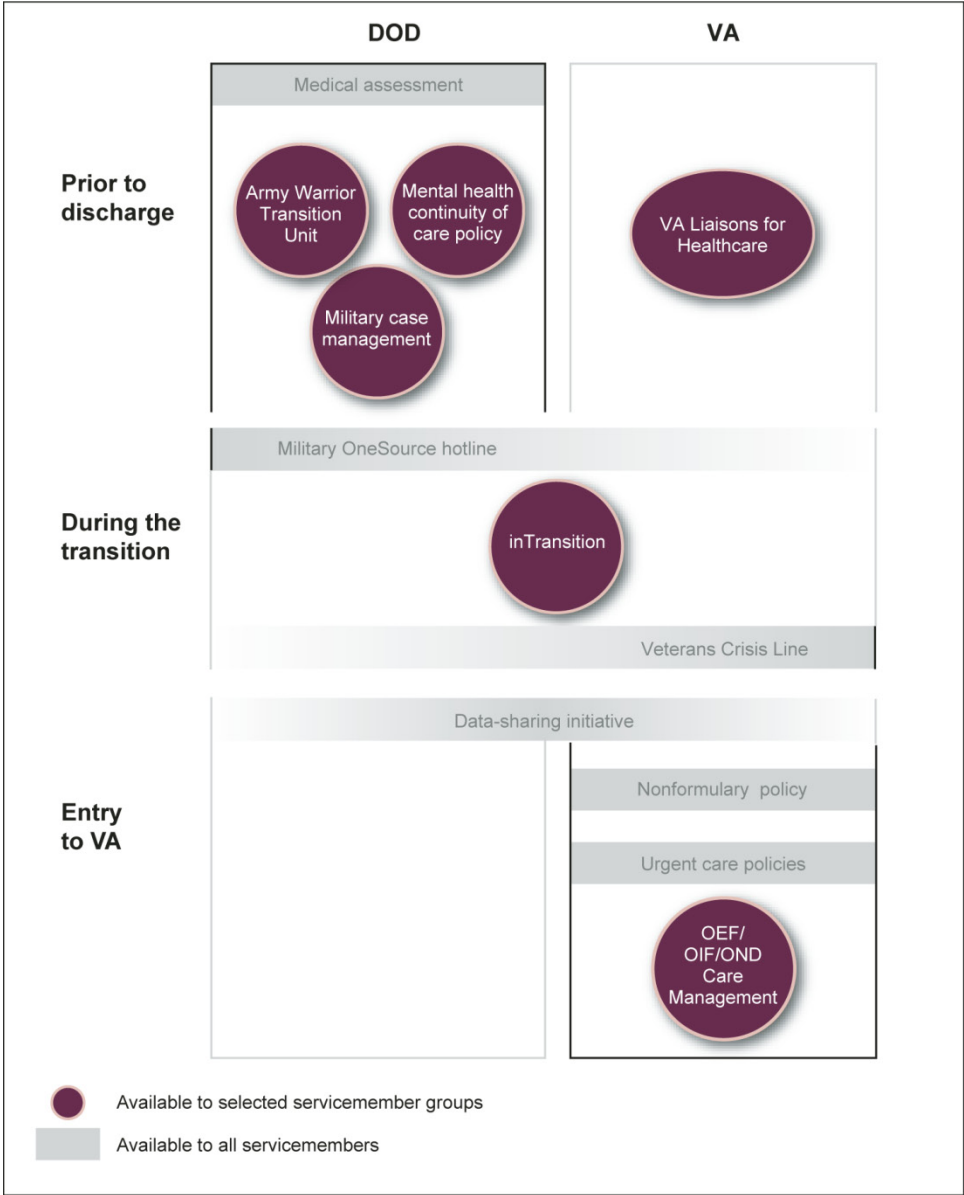 DOD
VA
Medical assessment
Prior to
discharge
Army Warrior
Transition
Unit
Mental health
continuity of
care policy
Military case
management
VA Liaisons for
Healthcare
Military OneSource hotline
During the
transition
inTransition
Veterans Crisis Line
Data-sharing initiative
Entry
to VA
Nonformulary policy
Urgent care policies
OEF/
OIF/OND
Care
Management
Available to selected servicemember groups
Available to all servicemembers